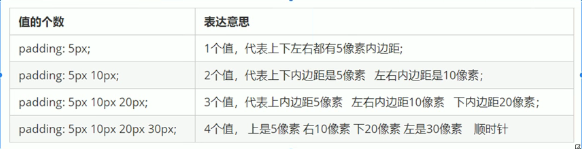 值的个数 表达意思
padding: 5px; 1个值，代表上下左右都有5像素内边距;
padding: 5px 10px; 2个值，代表上下内边距是5像素 左右内边距是10像素;
padding: 5px 10px 20px; 3个值，代表上内边距5像素 左右内边距10像素 下内边距20像素;
padding: 5px 10px 20px 30px; 4个值，上是5像素 右10像素 下20像素 左是30像素 顺时针